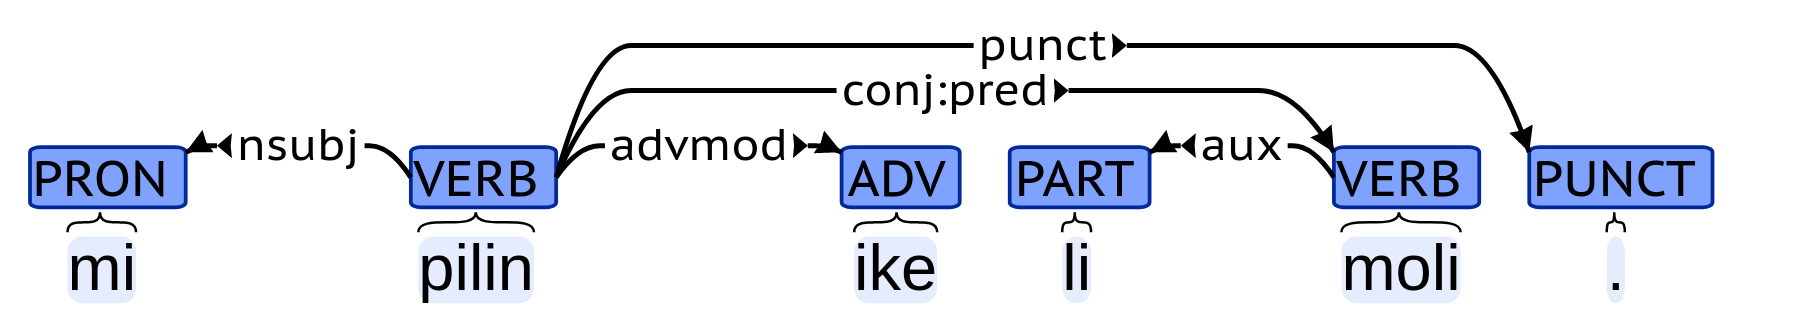 punct
conj:pred
nsubj advmod aux
PRON VERB ADV PART VERB PUNCT
mi pilin ike li moli .